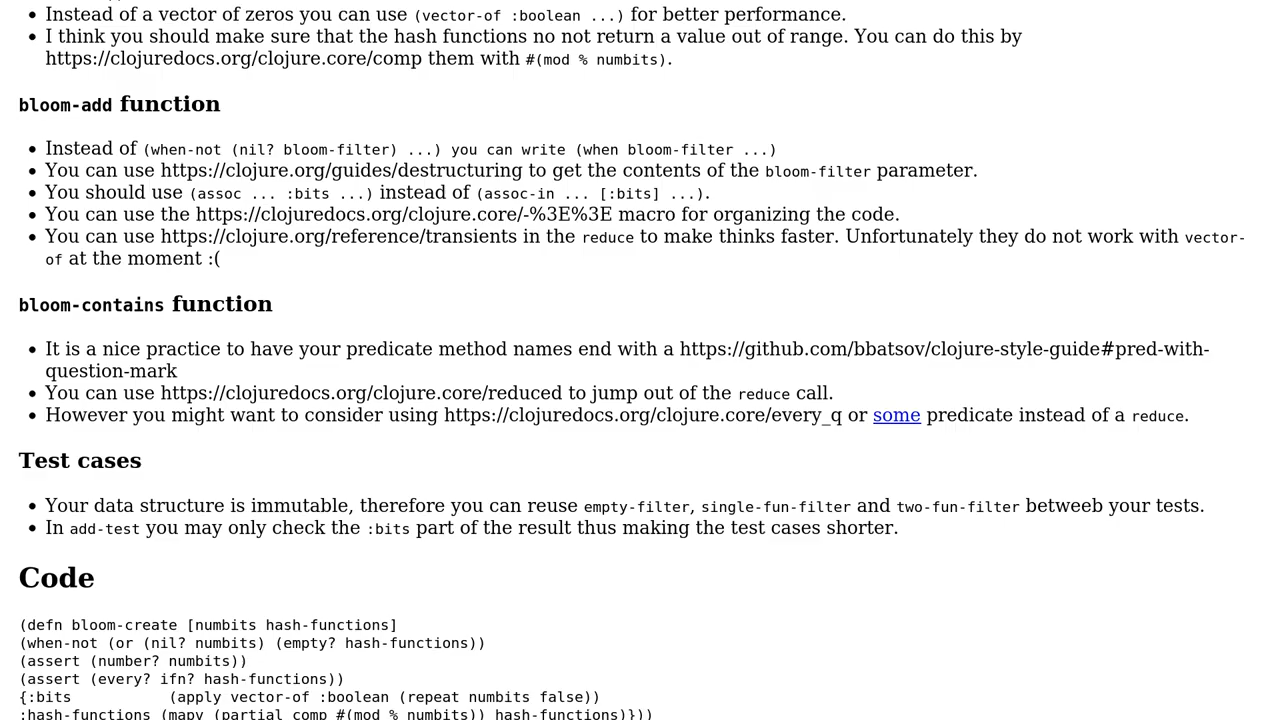 Instead of a vector of zeros you can use (vector-of :boolean ...) for better performance.
I think you should make sure that the hash functions no not return a value out of range. You can do this by
https://clojuredocs.org/clojure.core/comp them with #(mod % numbits).
bloom-add function
Instead of (when-not (nil? bloom-filter) ...) you can write (when bloom-filter ...)
You can use https://clojure.org/guides/destructuring to get the contents of the bloom-filter parameter.
You should use (assoc ... :bits ...) instead of (assoc-in ... [:bits] ...).
You can use the https://clojuredocs.org/clojure.core/-%3E%3E macro for organizing the code.
You can use https://clojure.org/reference/transients in the reduce to make thinks faster. Unfortunately they do not work with vector-
of at the moment :(
bloom-contains function
It is a nice practice to have your predicate method names end with a https://github.com/bbatsov/clojure-style-guide#pred-with-
question-mark
You can use https://clojuredocs.org/clojure.core/reduced to jump out of the reduce call.
However you might want to consider using https://clojuredocs.org/clojure.core/every_q or some predicate instead of a reduce.
Test cases
Your data structure is immutable, therefore you can reuse empty-filter, single-fun-filter and two-fun-filter betweeb your tests.
In add-test you may only check the :bits part of the result thus making the test cases shorter.
Code
(defn bloom-create [numbits hash-functions]
(when-not (or (nil? numbits) (empty? hash-functions))
(assert (number? numbits))
(assert (every? ifn? hash-functions))
{:bits           (apply vector-of :boolean (repeat numbits false))
:hash-functions (mapv (partial comp #(mod % numbits)) hash-functions)}))